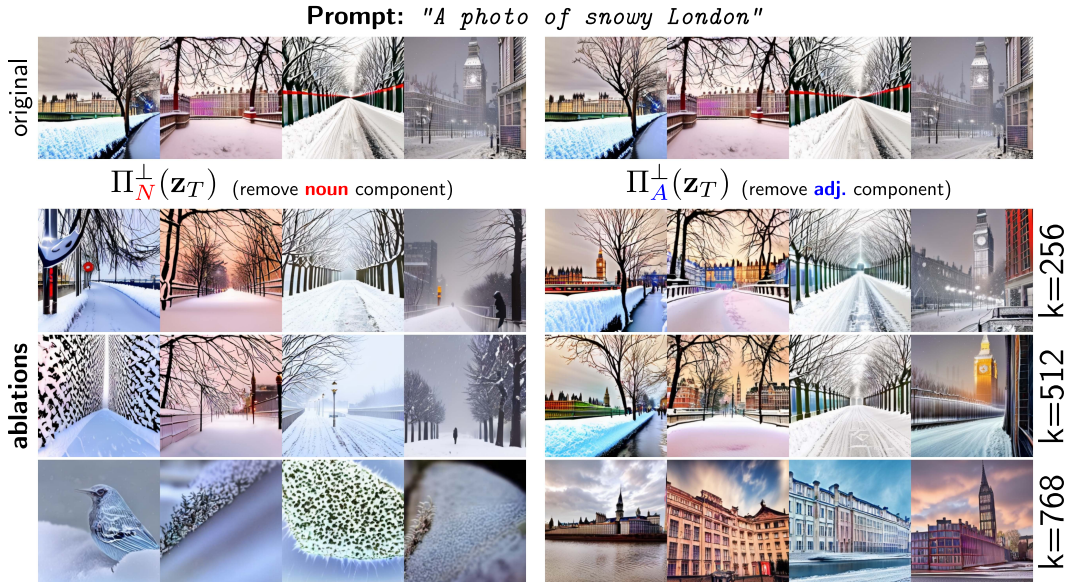 Prompt: "A photo of snowy London"
original
Π⊥N(zT) (remove noun component)
Π⊥A(zT) (remove adj. component)
ablations
k=256
k=512
k=768